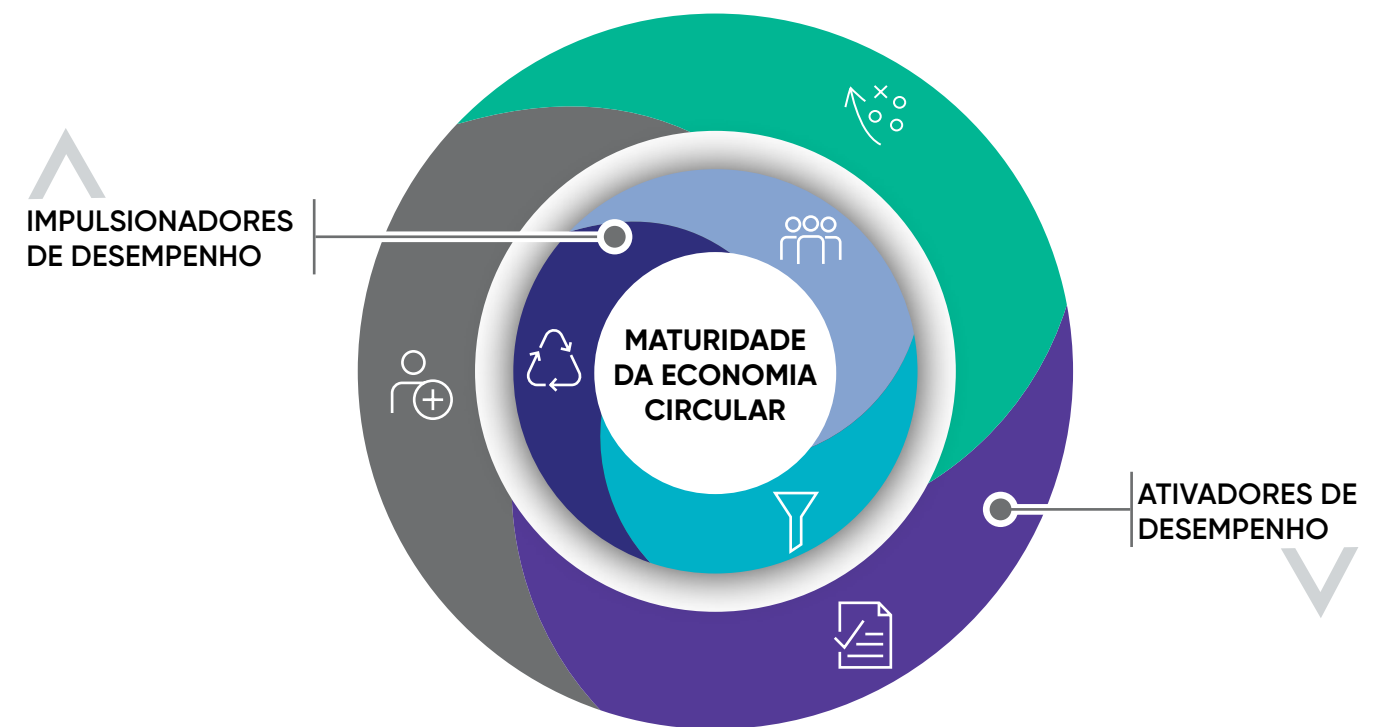 IMPULSIONADORES
DE DESEMPENHO
MATURIDADE
DA ECONOMIA
CIRCULAR
ATIVADORES DE
DESEMPENHO